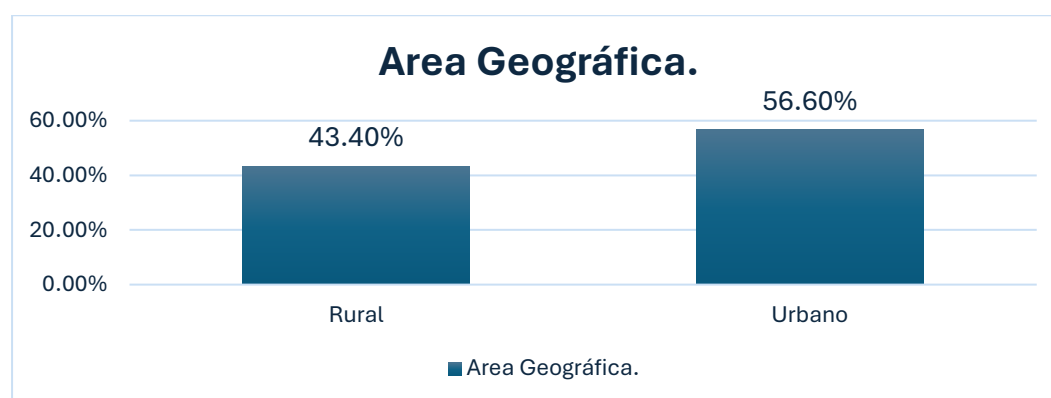 Area Geográfica.
56.60%
60.00%
43.40%
40.00%
20.00%
0.00%
Rural
Urbano
Area Geográfica.